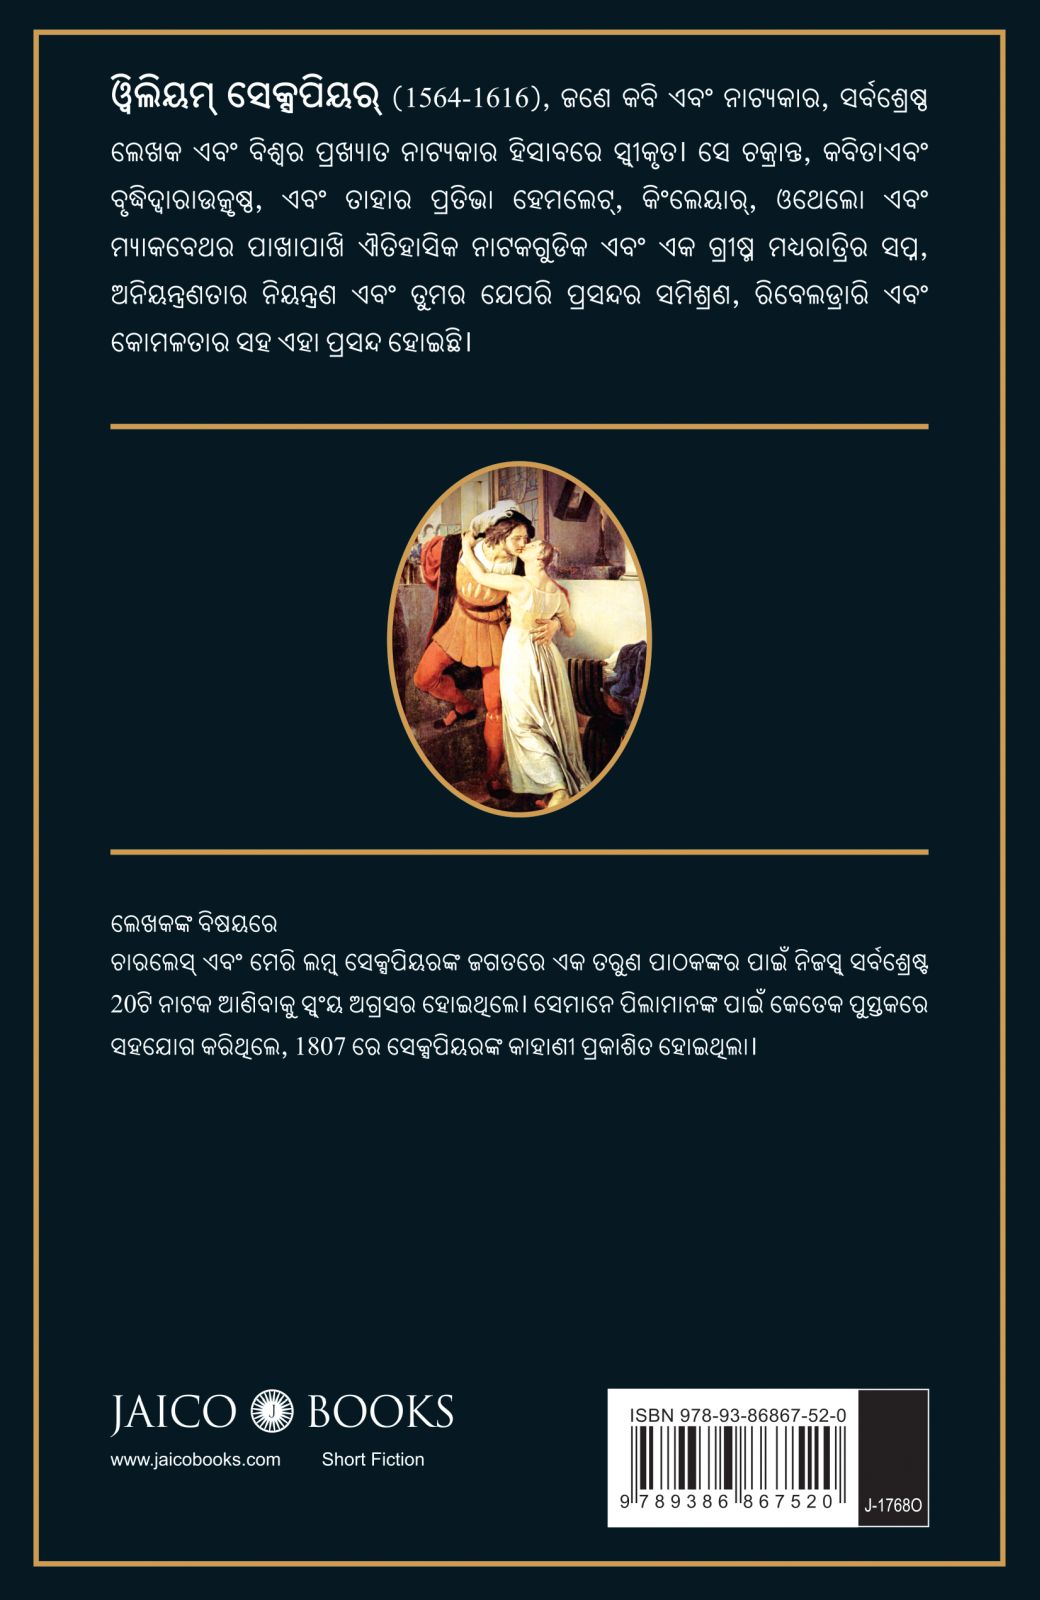 ୱିଲିୟମ୍ ସେକ୍ସପିୟର୍ (1564-1616), ଜଣେ କବି ଏବଂ ନାଟ୍ୟକାର, ସର୍ବଶ୍ରେଷ୍ଠ
ଲେଖକ ଏବଂ ବିଶ୍ୱର ପ୍ରଖ୍ୟାତ ନାଟ୍ୟକାର ହିସାବରେ ସ୍ୱୀକୃତ। ସେ ଚକ୍ରାନ୍ତ, କବିତାଏବଂ
ବୃଦ୍ଧିଦ୍ୱାରାଉତ୍କୃଷ୍ଠ, ଏବଂ ତାହାର ପ୍ରତିଭା ହେମଲେଟ୍, କିଂଲେୟାର୍, ଓଥେଲୋ ଏବଂ
ମ୍ୟାକବେଥର ପାଖାପାଖି ଐତିହାସିକ ନାଟକଗୁଡିକ ଏବଂ ଏକ ଗ୍ରୀଷ୍ମ ମଧ୍ୟରାତ୍ରିର ସପ୍ନ,
ଅନିୟନ୍ତ୍ରଣତାର ନିୟନ୍ତ୍ରଣ ଏବଂ ତୁମର ଯେପରି ପ୍ରସନ୍ଦର ସମିଶ୍ରଣ, ରିବେଲଡ୍ରାରି ଏବଂ
କୋମଳତାର ସହ ଏହା ପ୍ରସନ୍ଦ ହୋଇଛି।
ଲେଖକଙ୍କ ବିଷୟରେ
ଚାରଲେସ୍ ଏବଂ ମେରି ଲମ୍ବ ସେକ୍ସପିୟରଙ୍କ ଜଗତରେ ଏକ ତରୁଣ ପାଠକଙ୍କର ପାଇଁ ନିଜସ୍ୱ ସର୍ବଶ୍ରେଷ୍ଟ
20ଟି ନାଟକ ଆଣିବାକୁ ସ୍ୱଂୟ ଅଗ୍ରସର ହୋଇଥିଲେ। ସେମାନେ ପିଲାମାନଙ୍କ ପାଇଁ କେତେକ ପୁସ୍ତକରେ
ସହଯୋଗ କରିଥିଲେ, 1807 ରେ ସେକ୍ସପିୟରଙ୍କ କାହାଣୀ ପ୍ରକାଶିତ ହୋଇଥିଲା।
JAICO J BOOKS
www.jaicobooks.com Short Fiction
ISBN 978-93-86867-52-0
9 789386 867520
J-1768O